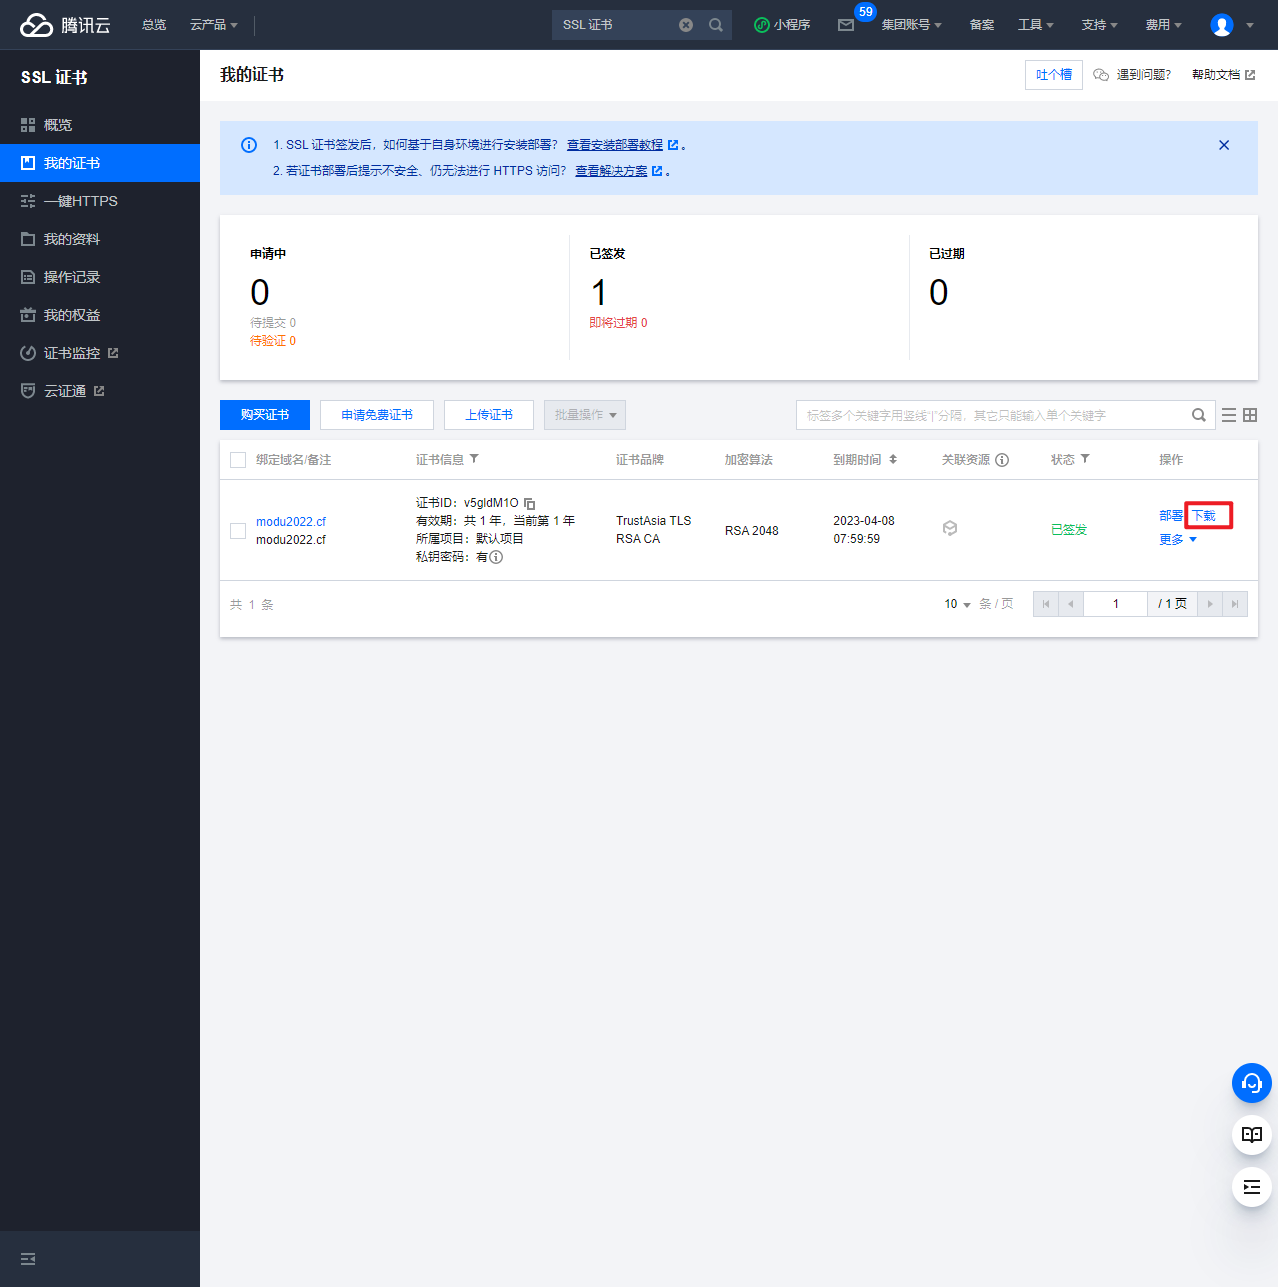 腾讯云 总览 云产品 SSL 证书 小程序 59 集团账号 备案 工具 支持 费用
SSL 证书
概览
我的证书
一键HTTPS
我的资料
操作记录
我的权益
证书监控
云证通
我的证书
吐个槽 遇到问题? 帮助文档
1. SSL 证书签发后，如何基于自身环境进行安装部署? 查看安装部署教程 。
2. 若证书部署后提示不安全、仍无法进行 HTTPS 访问? 查看解决方案 。
申请中
0
待提交 0
待验证 0
已签发
1
即将过期 0
已过期
0
购买证书 申请免费证书 上传证书 批量操作 标签多个关键字用竖线"|"分隔，其它只能输入单个关键字
绑定域名/备注 证书信息 证书品牌 加密算法 到期时间 关联资源 状态 操作
modu2022.cf
modu2022.cf
证书ID：v5gldM1O
有效期：共 1 年，当前第 1 年
所属项目：默认项目
私钥密码：有
TrustAsia TLS
RSA CA
RSA 2048
2023-04-08
07:59:59
已签发
部署 下载
更多
共 1 条 10 条 / 页 1 / 1 页